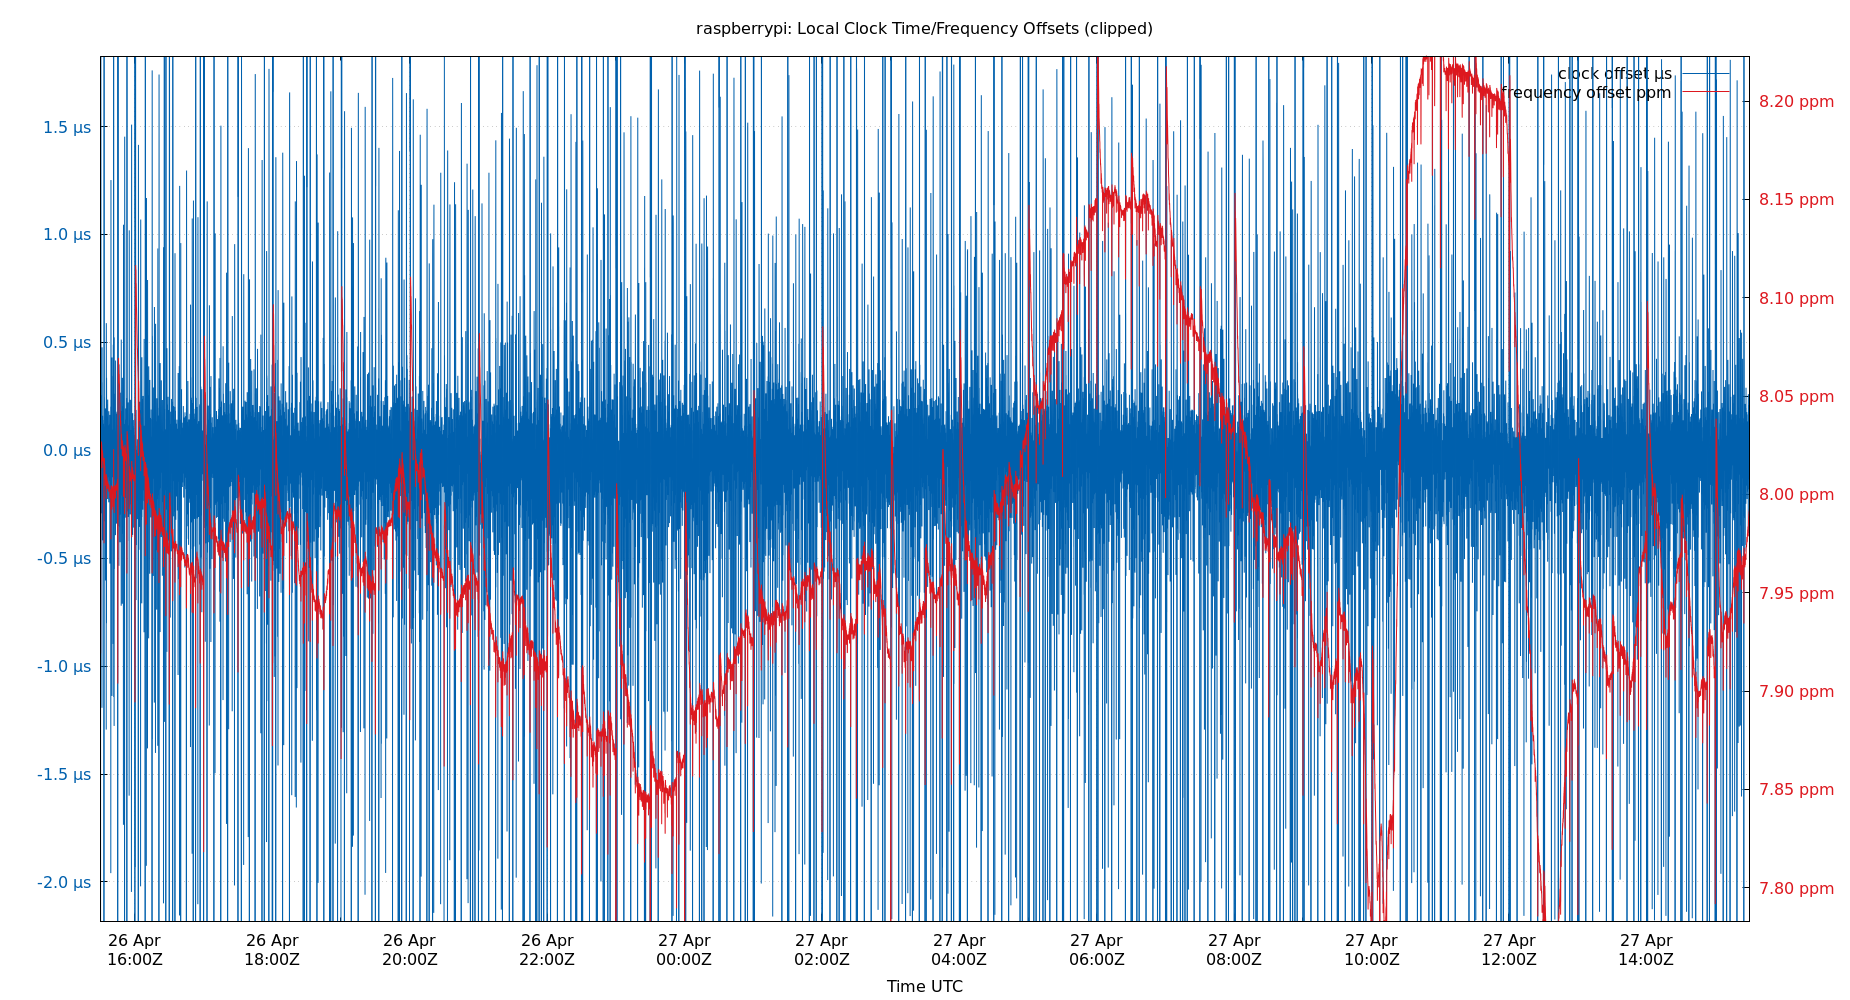 raspberrypi: Local Clock Time/Frequency Offsets (clipped)
clock offset µs
frequency offset ppm
1.5 µs
1.0 µs
0.5 µs
0.0 µs
-0.5 µs
-1.0 µs
-1.5 µs
-2.0 µs
8.20 ppm
8.15 ppm
8.10 ppm
8.05 ppm
8.00 ppm
7.95 ppm
7.90 ppm
7.85 ppm
7.80 ppm
26 Apr 26 Apr 26 Apr 26 Apr 27 Apr 27 Apr 27 Apr 27 Apr 27 Apr 27 Apr 27 Apr 27 Apr
16:00Z 18:00Z 20:00Z 22:00Z 00:00Z 02:00Z 04:00Z 06:00Z 08:00Z 10:00Z 12:00Z 14:00Z
Time UTC